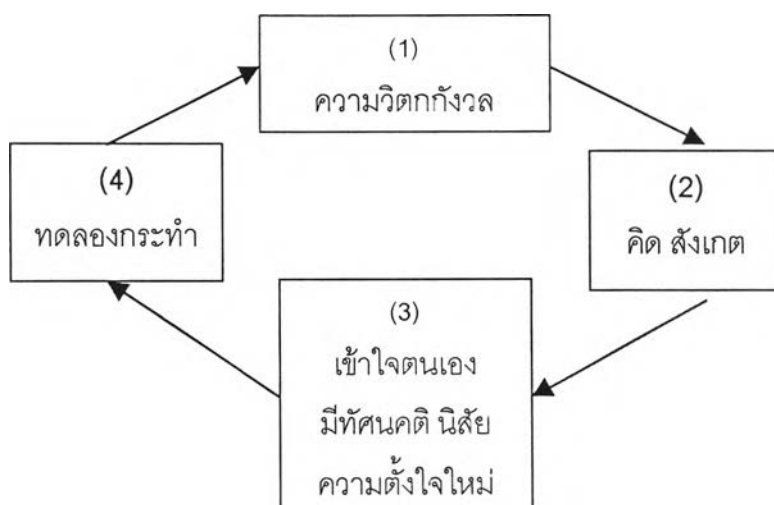 (1)
ความวิตกกังวล
(2)
คิด สังเกต
(3)
เข้าใจตนเอง
มีทัศนคติ นิสัย
ความตั้งใจใหม่
(4)
ทดลองกระทำ